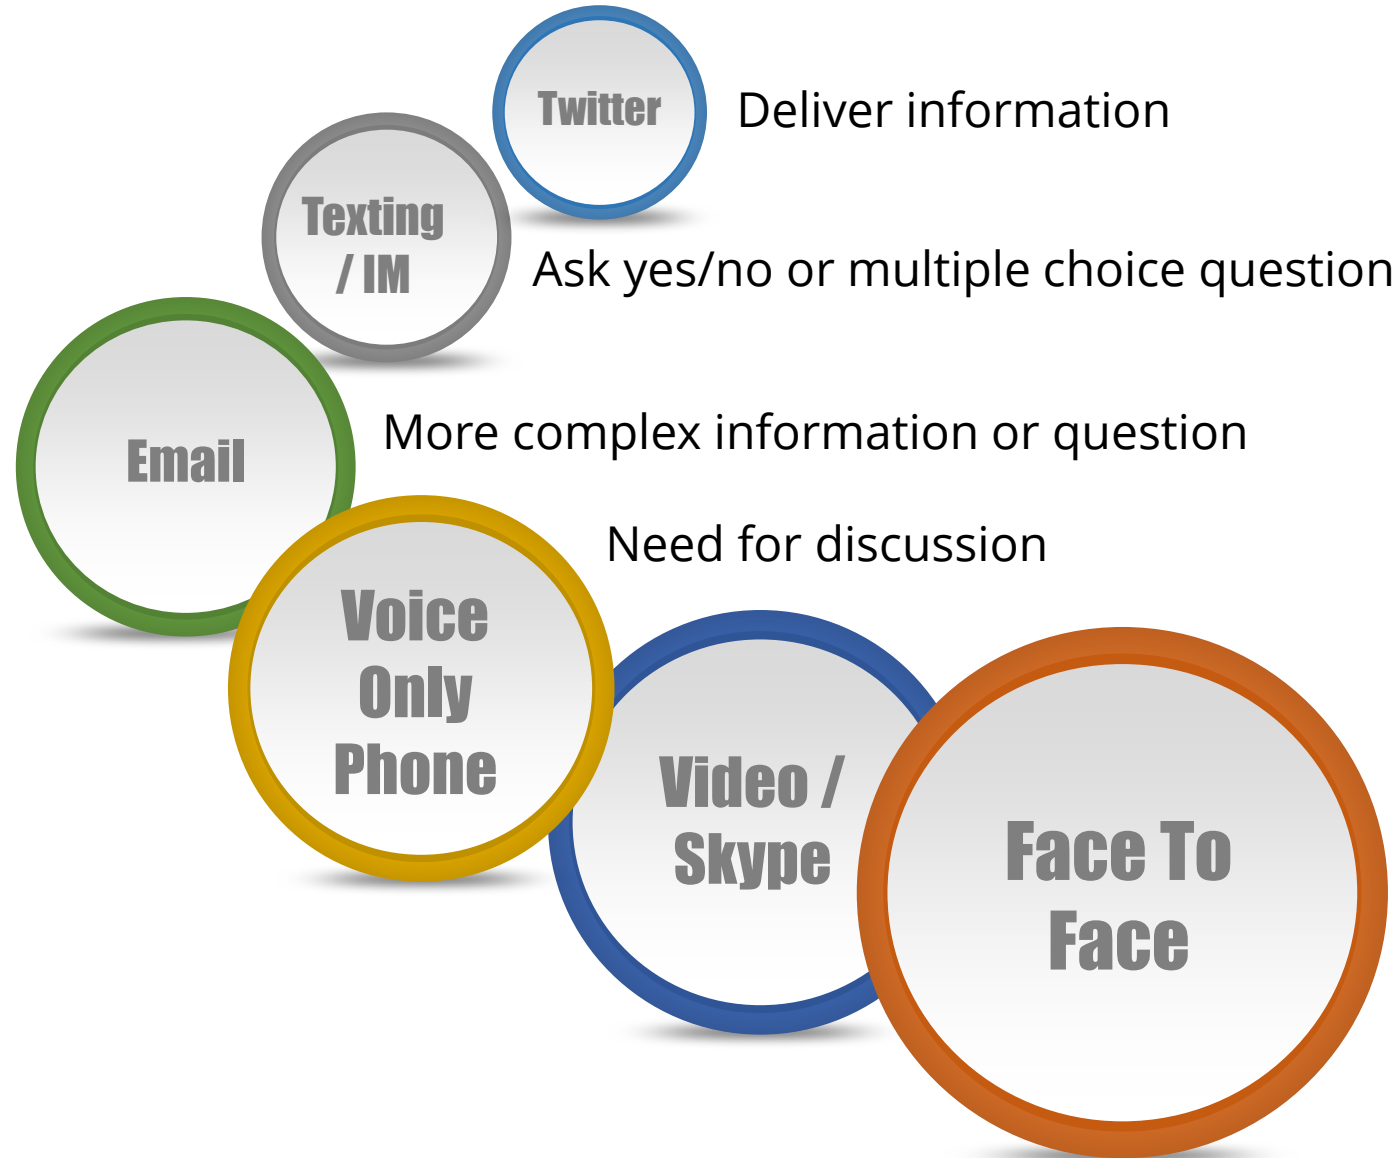 Twitter
Deliver information
Texting
/ IM
Ask yes/no or multiple choice question
Email
More complex information or question
Need for discussion
Voice
Only
Phone
Video /
Skype
Face To
Face